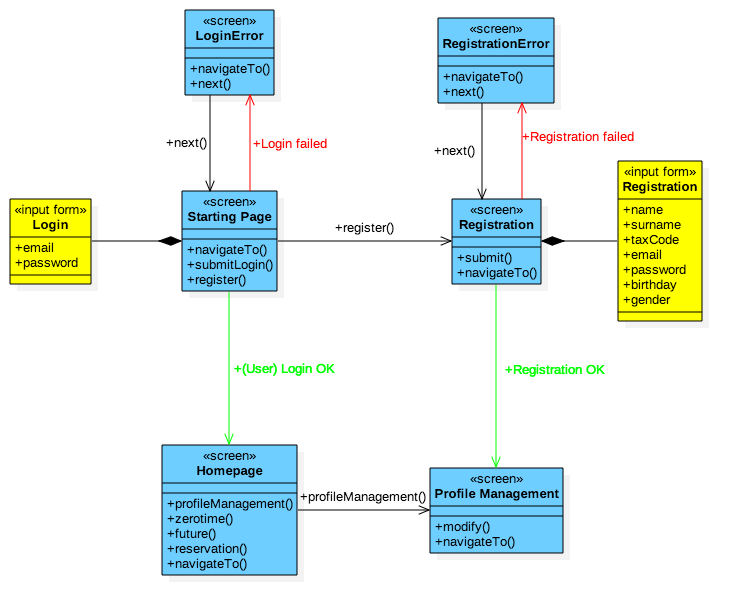 «screen»
LoginError
+navigateTo()
+next()
«screen»
RegistrationError
+navigateTo()
+next()
+next()
+Login failed
+next()
+Registration failed
«input form»
Login
+email
+password
«screen»
Starting Page
+navigateTo()
+submitLogin()
+register()
+register()
«screen»
Registration
+submit()
+navigateTo()
«input form»
Registration
+name
+surname
+taxCode
+email
+password
+birthday
+gender
+(User) Login OK
+Registration OK
«screen»
Homepage
+profileManagement()
+zerotime()
+future()
+reservation()
+navigateTo()
+profileManagement()
«screen»
Profile Management
+modify()
+navigateTo()